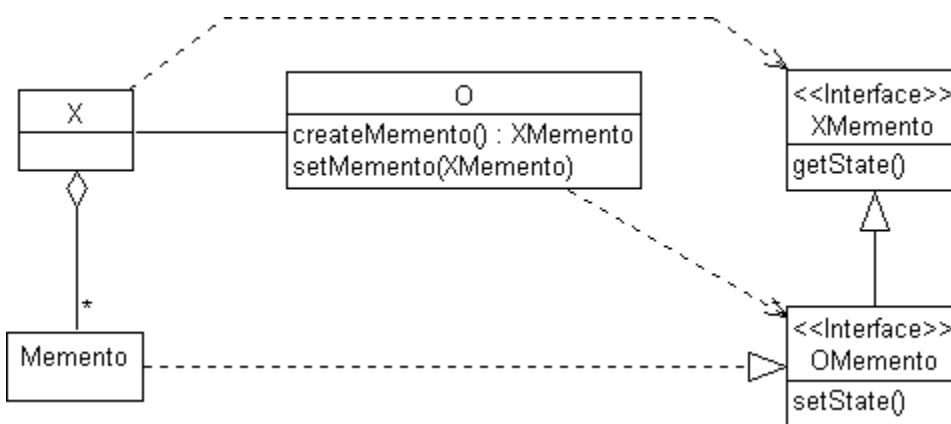 X
O
createMemento() : XMemento
setMemento(XMemento)
<<Interface>>
XMemento
getState()
*
Memento
<<Interface>>
OMemento
setState()